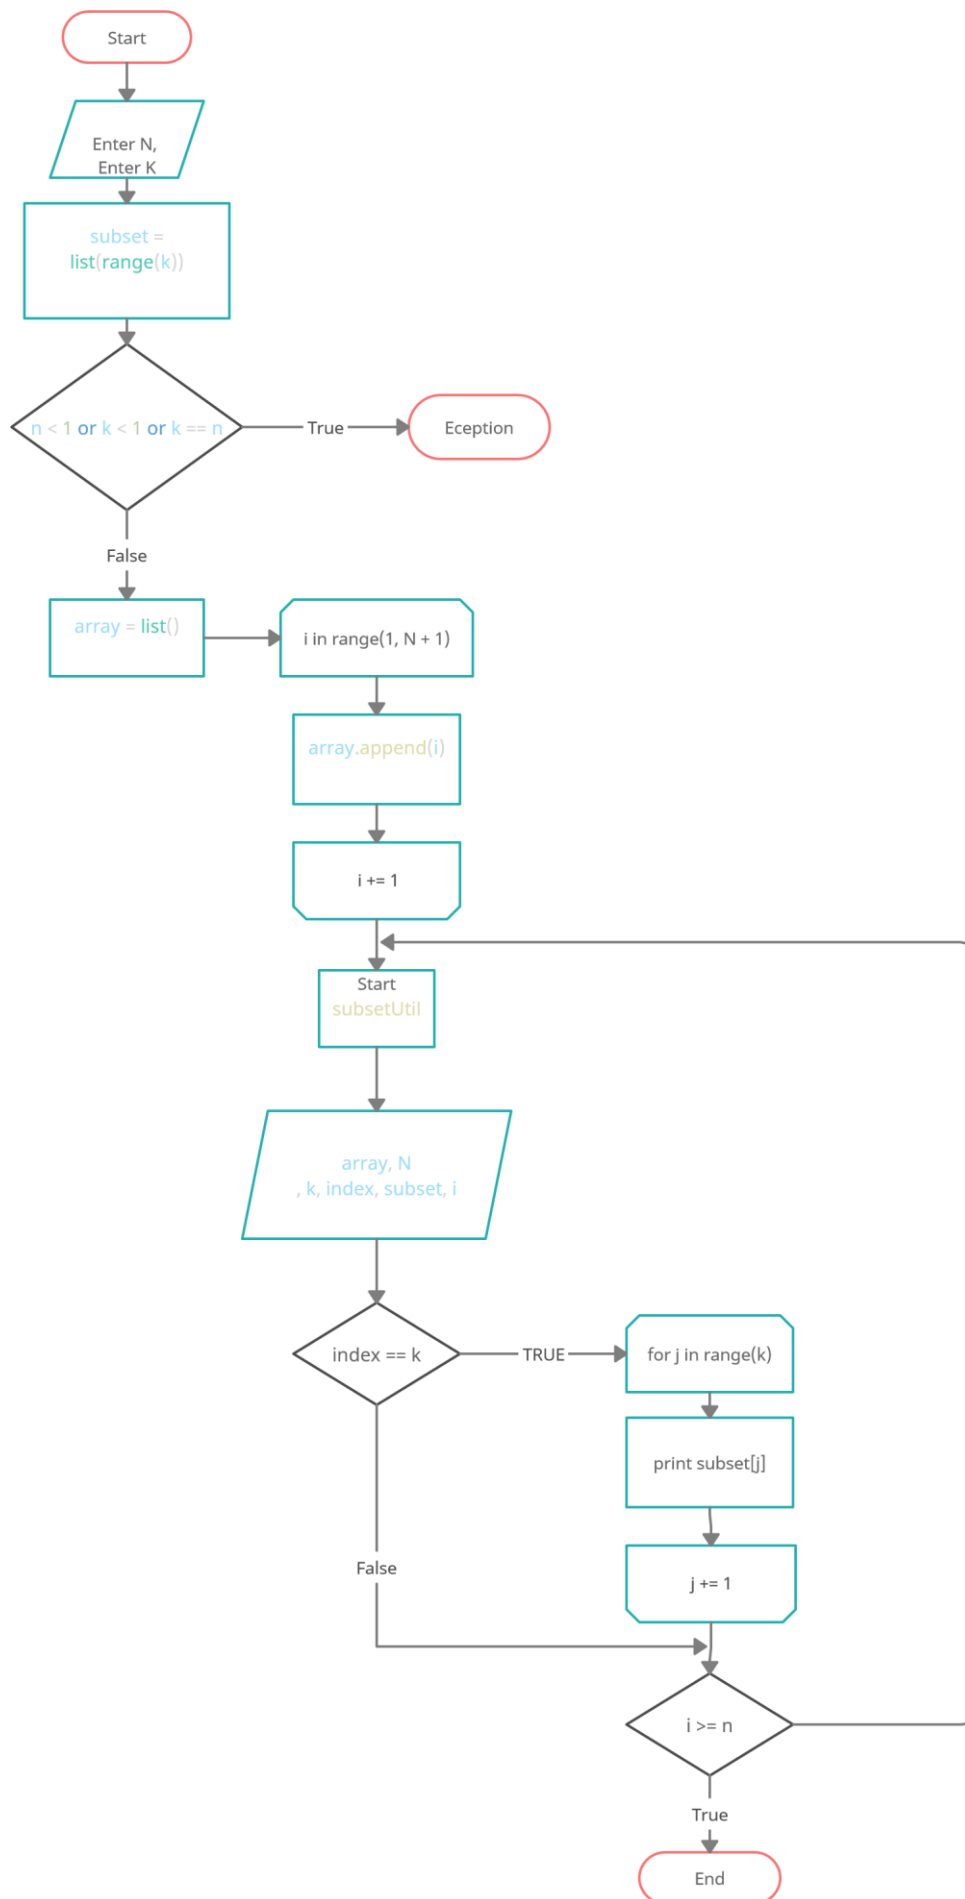 Start
Enter N,
Enter K
subset =
list(range(k))
n < 1 or k < 1 or k == n
True
Eception
False
array = list()
i in range(1, N + 1)
array.append(i)
i += 1
Start
subsetUtil
array, N
, k, index, subset, i
index == k
TRUE
for j in range(k)
print subset[j]
j += 1
False
i >= n
True
End